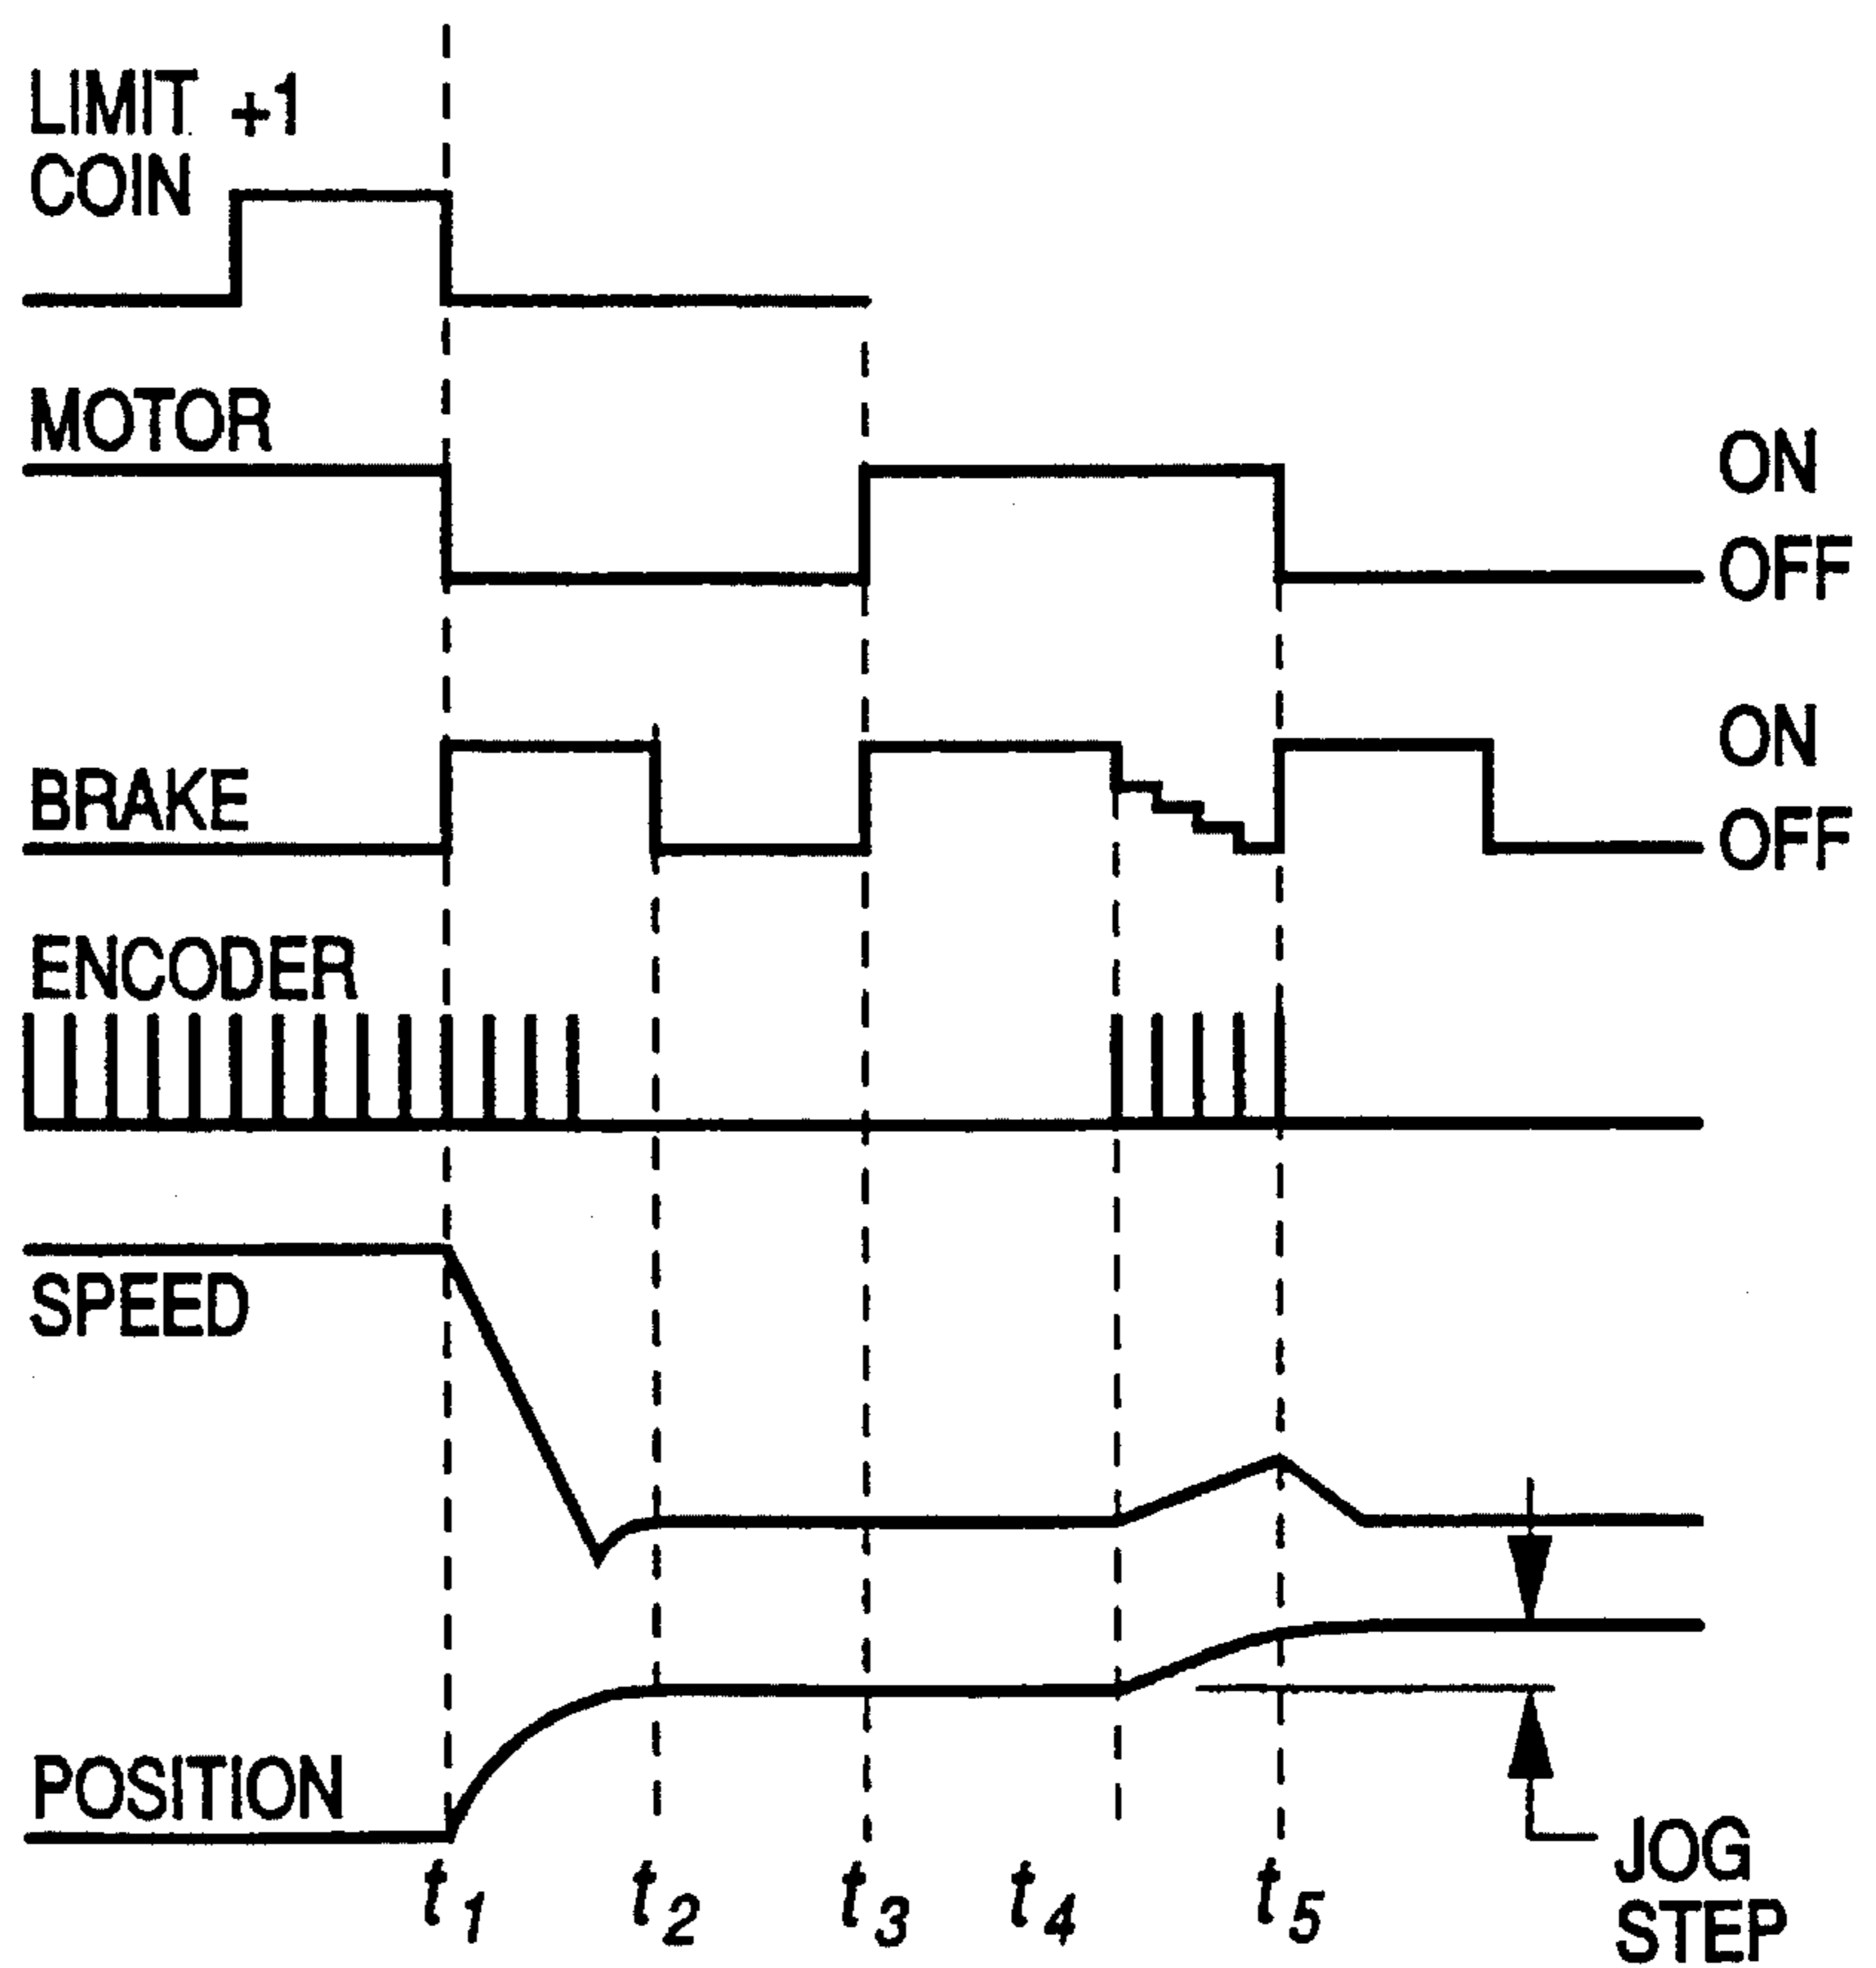 LIMIT +1
COIN
MOTOR
ON
OFF
BRAKE
ON
OFF
ENCODER
SPEED
POSITION
t1 t2 t3 t4 t5
JOG
STEP